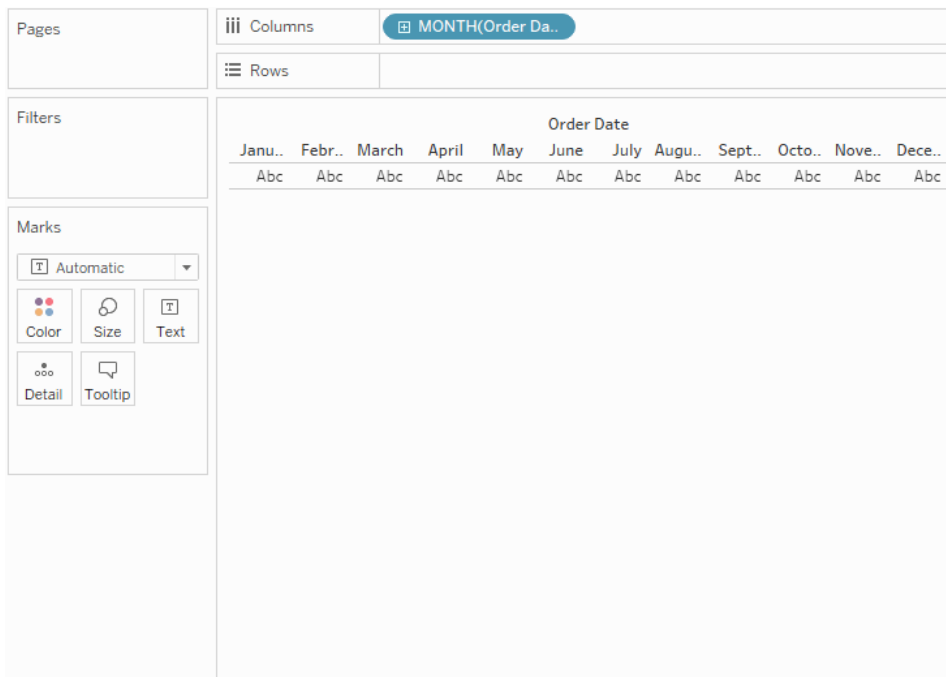 Pages
Columns
MONTH(Order Da..
Rows
Filters
Order Date
Janu.. Febr.. March April May June July Augu.. Sept.. Octo.. Nove.. Dece..
Abc Abc Abc Abc Abc Abc Abc Abc Abc Abc Abc Abc
Marks
T Automatic
Color Size T Text
Detail Tooltip